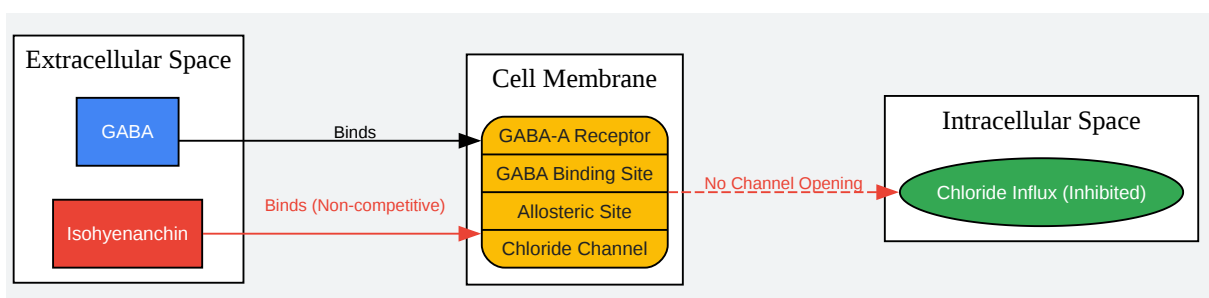 Extracellular Space
GABA
Isohyenanchin
Binds
Binds (Non-competitive)
Cell Membrane
GABA-A Receptor
GABA Binding Site
Allosteric Site
Chloride Channel
No Channel Opening
Intracellular Space
Chloride Influx (Inhibited)